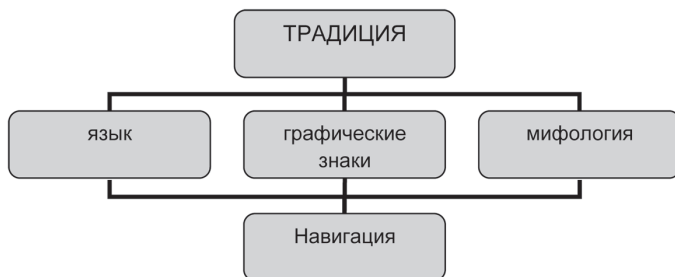 ТРАДИЦИЯ
язык
графические
знаки
мифология
Навигация